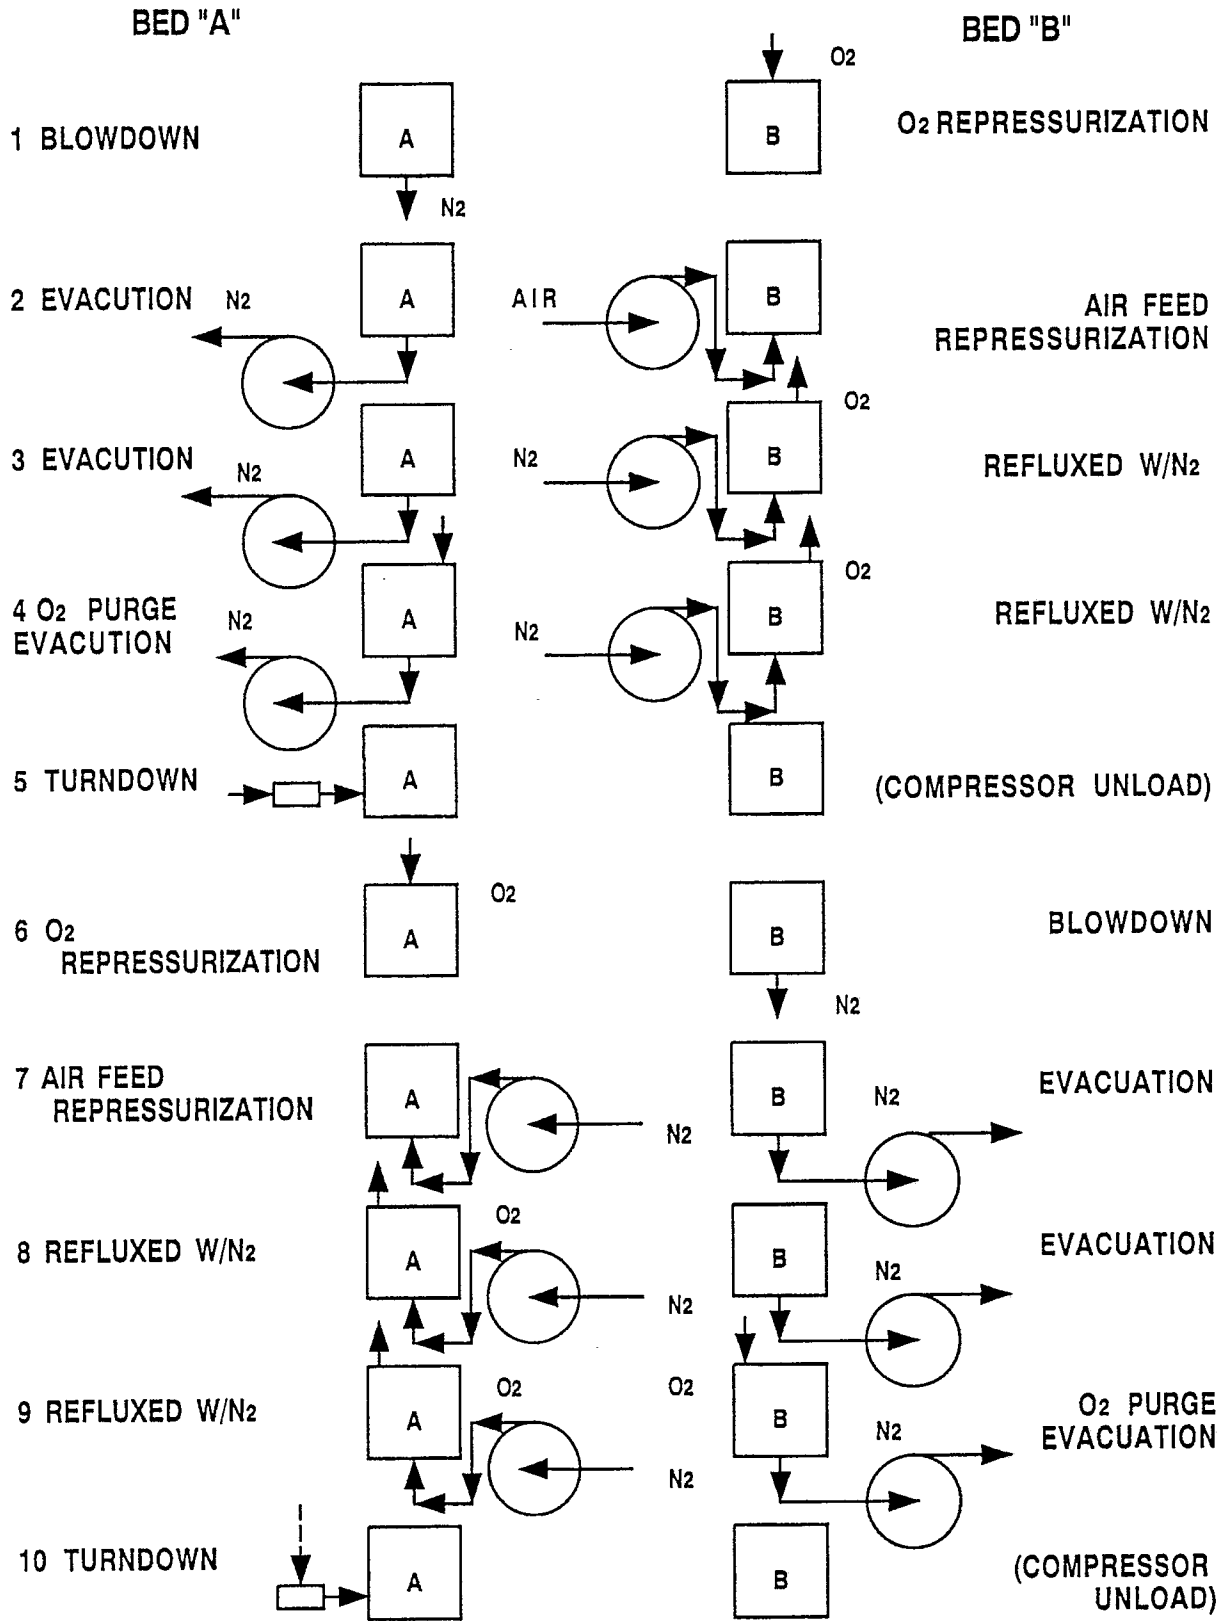 BED "A"
BED "B"
O2
1 BLOWDOWN
A
B
O2 REPRESSURIZATION
N2
2 EVACUTION
N2
A
AIR
B
AIR FEED
REPRESSURIZATION
O2
3 EVACUTION
N2
A
N2
B
REFLUXED W/N2
O2
4 O2 PURGE
EVACUTION
N2
A
N2
B
REFLUXED W/N2
5 TURNDOWN
A
B
(COMPRESSOR UNLOAD)
O2
6 O2
REPRESSURIZATION
A
B
BLOWDOWN
N2
7 AIR FEED
REPRESSURIZATION
A
N2
B
N2
EVACUATION
O2
8 REFLUXED W/N2
A
N2
B
N2
EVACUATION
O2
O2
9 REFLUXED W/N2
A
N2
B
N2
O2 PURGE
EVACUATION
10 TURNDOWN
A
B
(COMPRESSOR
UNLOAD)